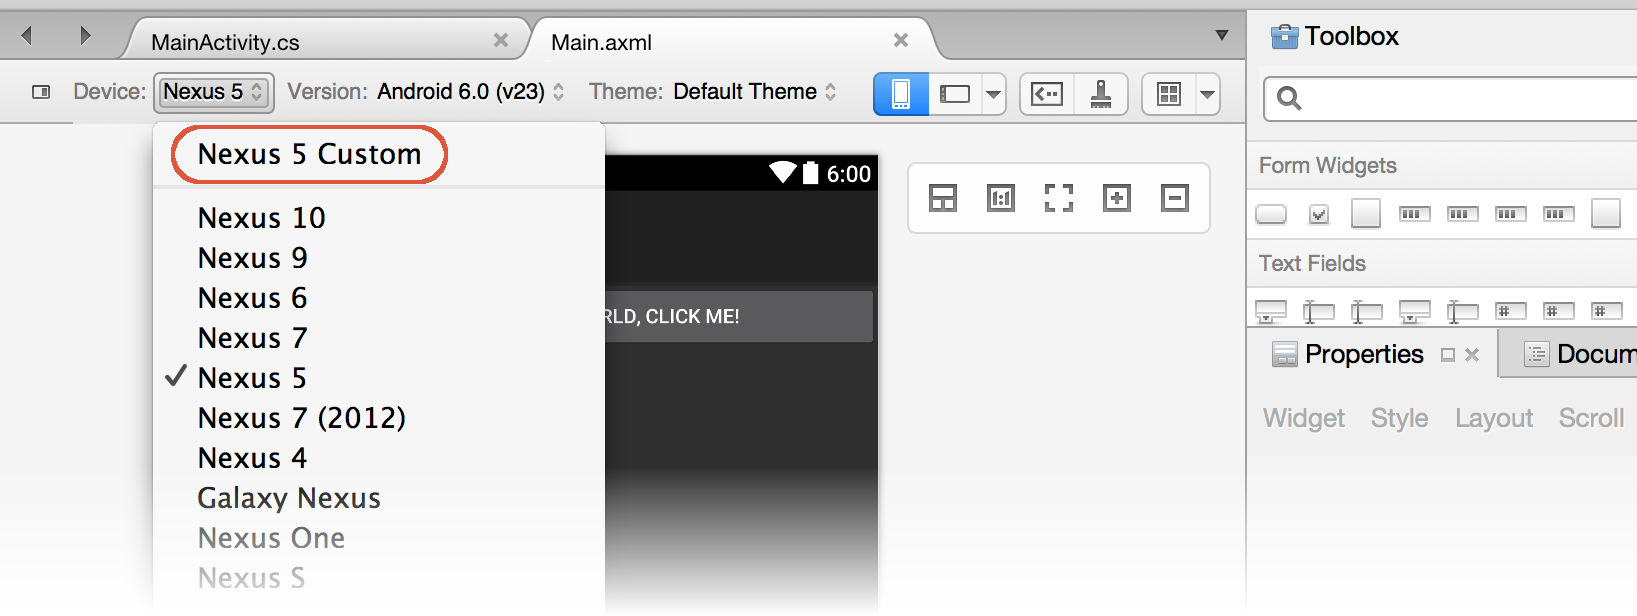 MainActivity.cs
Main.axml
Toolbox
Device: Nexus 5 Version: Android 6.0 (v23) Theme: Default Theme
Nexus 5 Custom
6:00
Form Widgets
Nexus 10
Nexus 9
Text Fields
Nexus 6
RLD, CLICK ME!
Nexus 7
Properties
Docum
Nexus 5
Nexus 7 (2012)
Widget Style Layout Scroll
Nexus 4
Galaxy Nexus
Nexus One
Nexus S